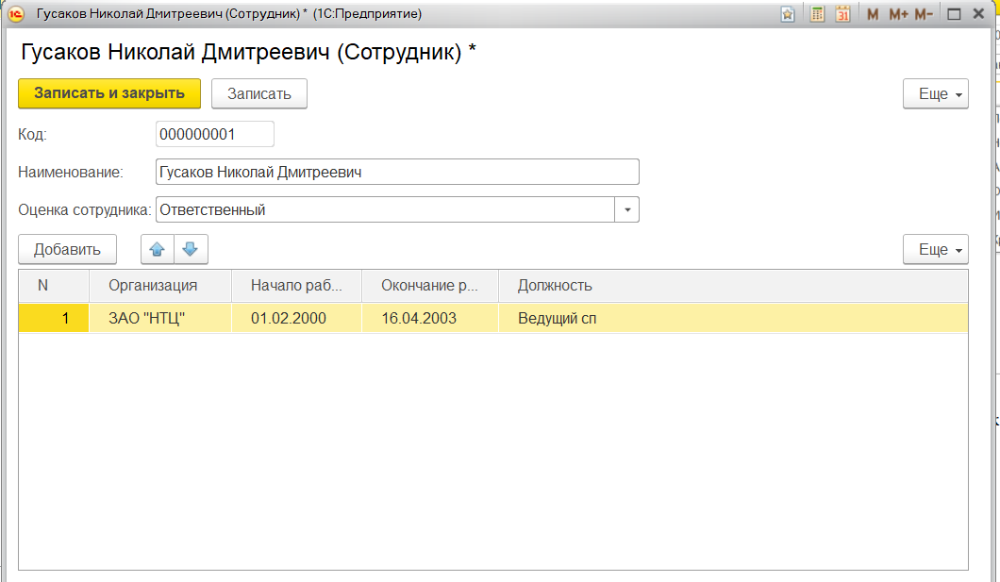 Гусаков Николай Дмитреевич (Сотрудник) * (1С:Предприятие)
M M+ M-
Гусаков Николай Дмитреевич (Сотрудник) *
Записать и закрыть Записать Еще
Код: 000000001
Наименование: Гусаков Николай Дмитреевич
Оценка сотрудника: Ответственный
Добавить Еще
N Организация Начало раб... Окончание р... Должность
1 ЗАО "НТЦ" 01.02.2000 16.04.2003 Ведущий сп